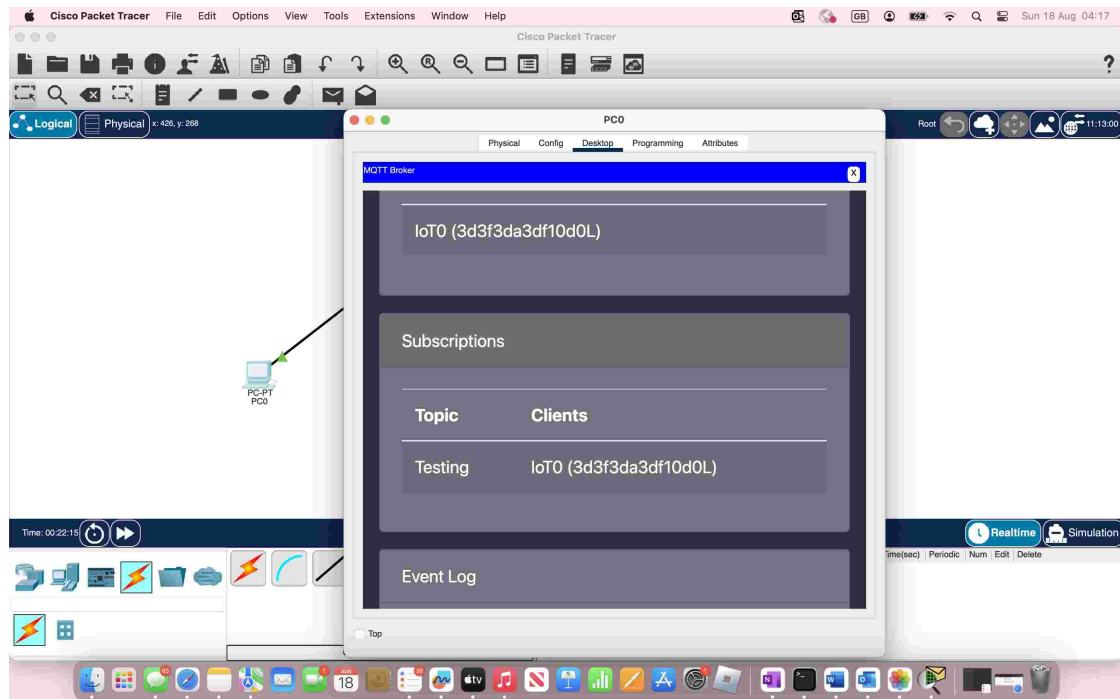 Cisco Packet Tracer File Edit Options View Tools Extensions Window Help GB Sun 18 Aug 04:17
Cisco Packet Tracer
?
Logical Physical x: 426, y: 268 PC0 Root 11:13:00
Physical Config Desktop Programming Attributes
MQTT Broker X
IoT0 (3d3f3da3df10d0L)
Subscriptions
PC-PT
PC0
Topic Clients
Testing IoT0 (3d3f3da3df10d0L)
Time: 00:22:15 Realtime Simulation
Time(sec) Periodic Num Edit Delete
Event Log
Top
18